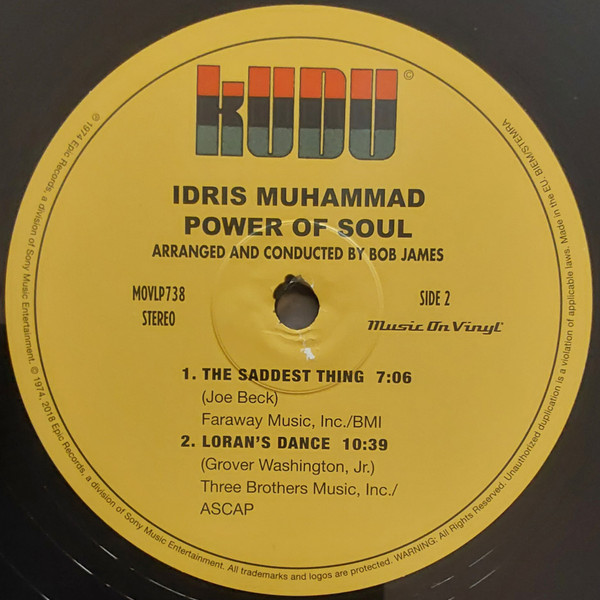 KUDU
©
IDRIS MUHAMMAD
POWER OF SOUL
ARRANGED AND CONDUCTED BY BOB JAMES
MOVLP738
STEREO
SIDE 2
Music On Vinyl
1. THE SADDEST THING 7:06
(Joe Beck)
Faraway Music, Inc./BMI
2. LORAN'S DANCE 10:39
(Grover Washington, Jr.)
Three Brothers Music, Inc./
ASCAP
℗ 1974 Epic Records, a division of Sony Music Entertainment. © 1974, 2018 Epic Records, a division of Sony Music Entertainment. All trademarks and logos are protected. WARNING: All Rights Reserved. Unauthorized duplication is a violation of applicable laws. Made in the EU. BIEM/STEMRA